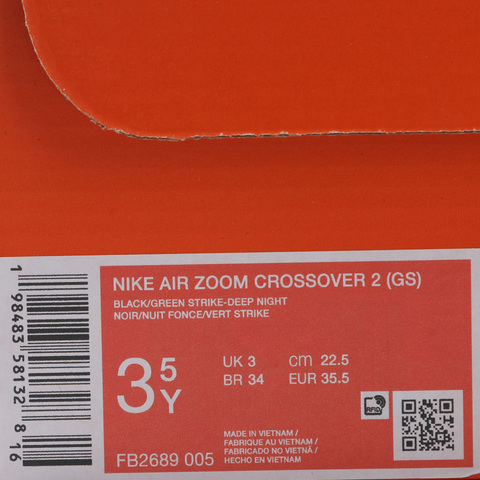 NIKE AIR ZOOM CROSSOVER 2 (GS)
BLACK/GREEN STRIKE-DEEP NIGHT
NOIR/NUIT FONCE/VERT STRIKE
3 5 Y
UK 3 cm 22.5
BR 34 EUR 35.5
RFID
MADE IN VIETNAM /
FABRIQUE AU VIETNAM /
FABRICADO NO VIETNÃ /
HECHO EN VIETNAM
FB2689 005
1 98483 58132 8 16